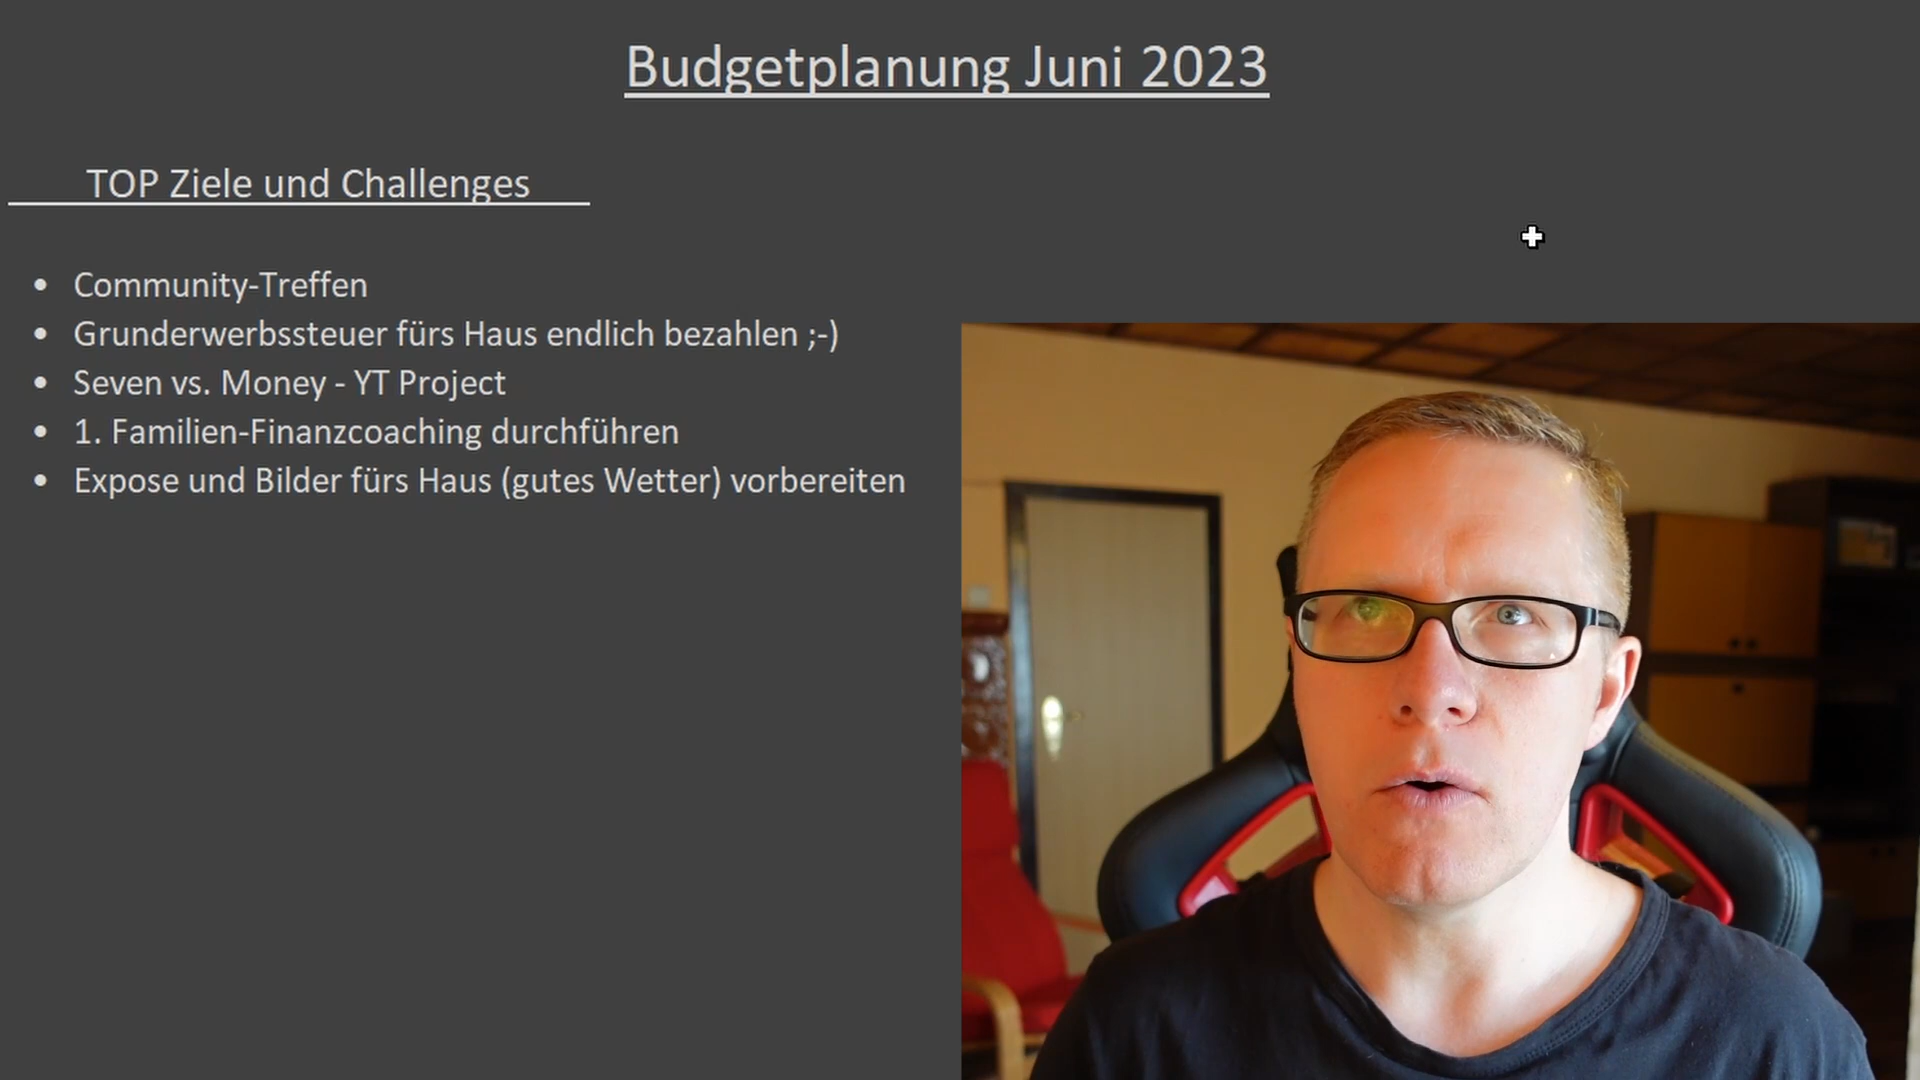 Budgetplanung Juni 2023
TOP Ziele und Challenges
• Community-Treffen
• Grunderwerbssteuer fürs Haus endlich bezahlen ;-)
• Seven vs. Money - YT Project
• 1. Familien-Finanzcoaching durchführen
• Expose und Bilder fürs Haus (gutes Wetter) vorbereiten